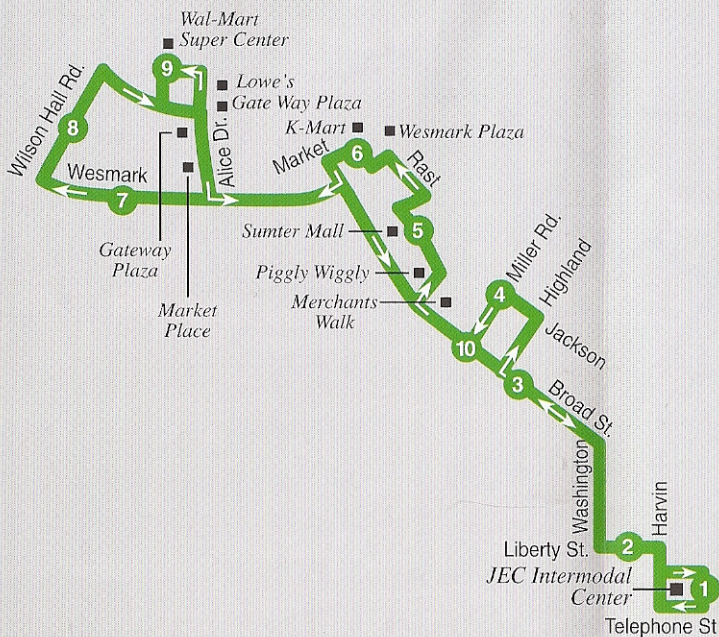 Wal-Mart
Super Center
9
Lowe's
Gate Way Plaza
K-Mart
Wesmark Plaza
Wilson Hall Rd.
8
Alice Dr.
Market
6
Rast
Wesmark
7
Gateway
Plaza
Market
Place
Sumter Mall
5
Piggly Wiggly
Merchants
Walk
Miller Rd.
4
Highland
Jackson
10
3
Broad St.
Washington
Harvin
Liberty St.
2
JEC Intermodal
Center
1
Telephone St